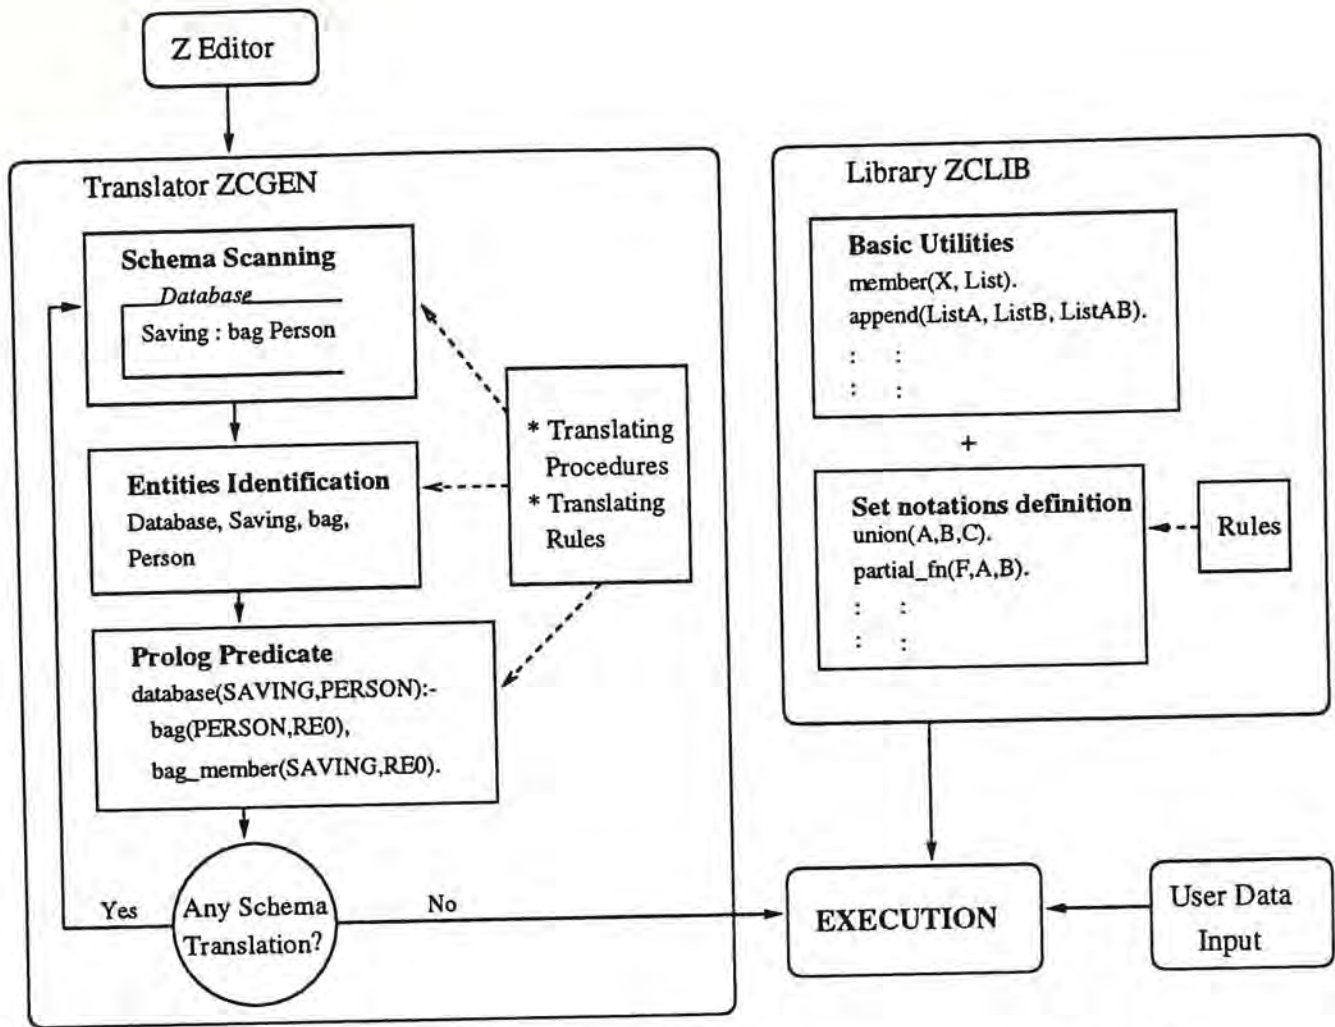 Z Editor
Translator ZCGEN
Schema Scanning
Database
Saving : bag Person
Entities Identification
Database, Saving, bag,
Person
Prolog Predicate
database(SAVING,PERSON):-
bag(PERSON,RE0),
bag_member(SAVING,RE0).
Any Schema
Translation?
Yes
No
* Translating
Procedures
* Translating
Rules
Library ZCLIB
Basic Utilities
member(X, List).
append(ListA, ListB, ListAB).
: :
: :
+
Set notations definition
union(A,B,C).
partial_fn(F,A,B).
: :
: :
Rules
EXECUTION
User Data
Input